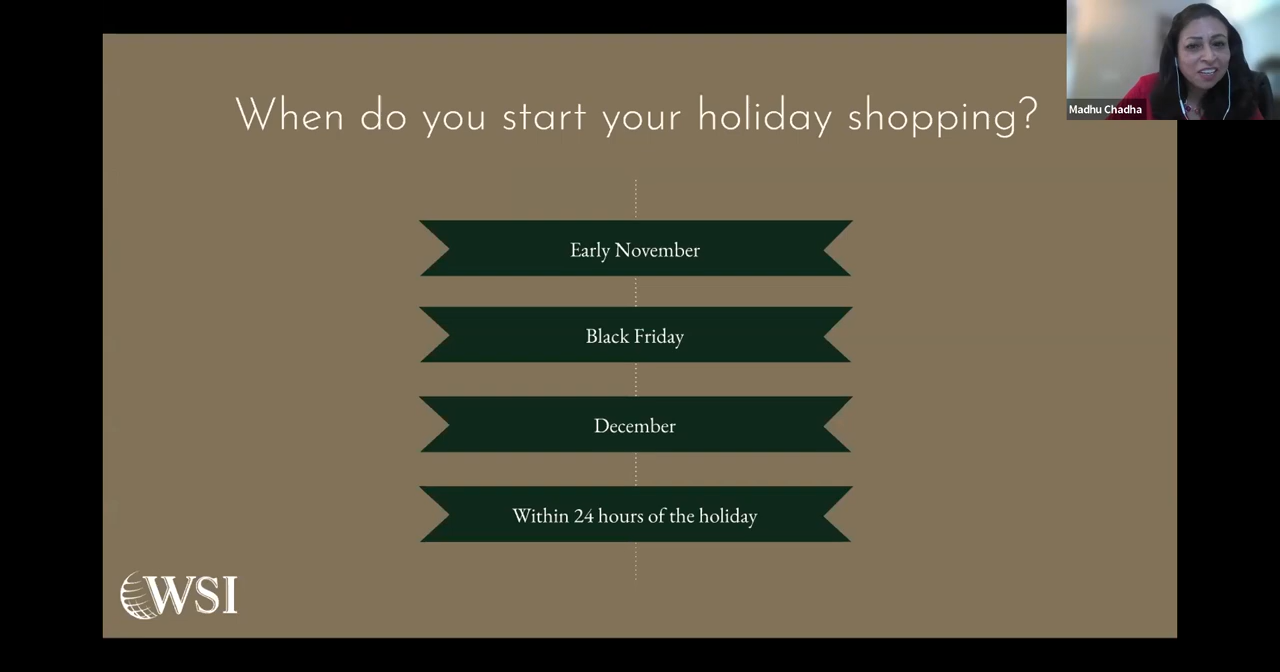 When do you start your holiday shopping?
Madhu Chadha
Early November
Black Friday
December
Within 24 hours of the holiday
WSI